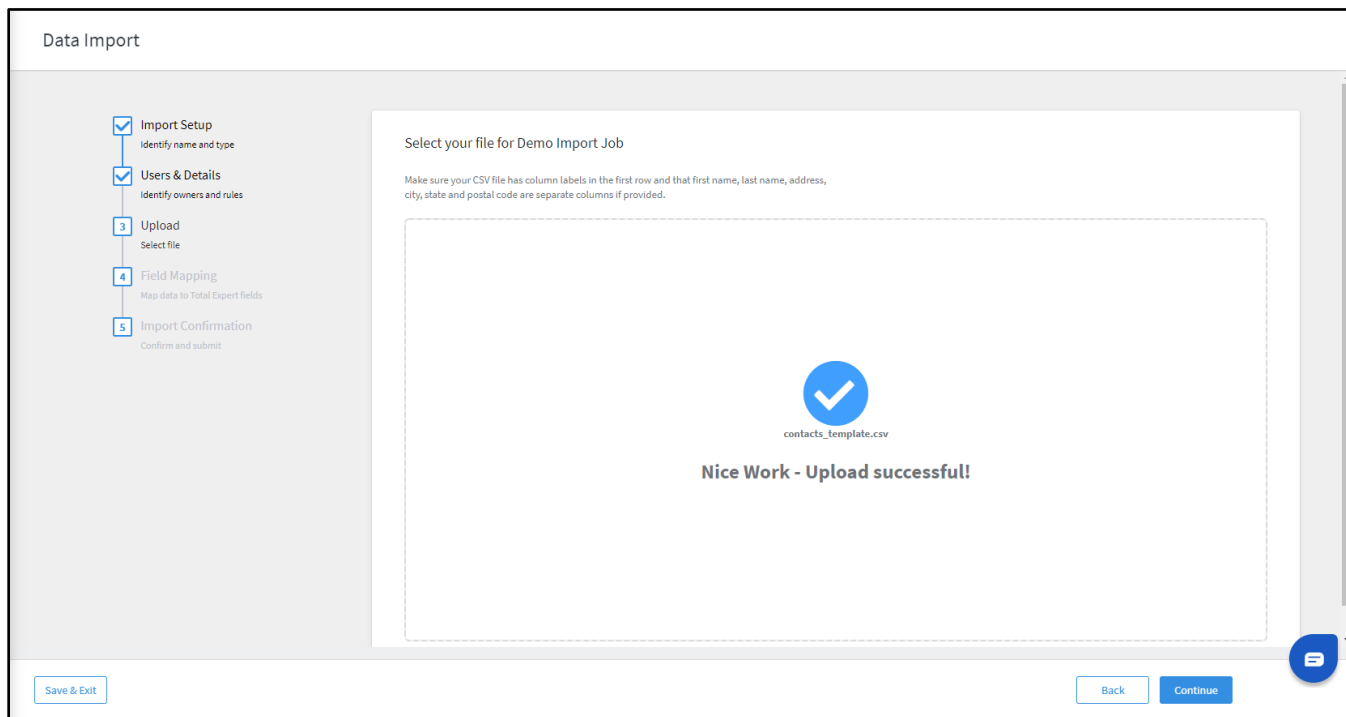 Data Import
Import Setup
Identify name and type
Users & Details
Identify owners and rules
3 Upload
Select file
4 Field Mapping
Map data to Total Expert fields
5 Import Confirmation
Confirm and submit
Select your file for Demo Import Job
Make sure your CSV file has column labels in the first row and that first name, last name, address,
city, state and postal code are separate columns if provided.
contacts_template.csv
Nice Work - Upload successful!
Save & Exit
Back
Continue